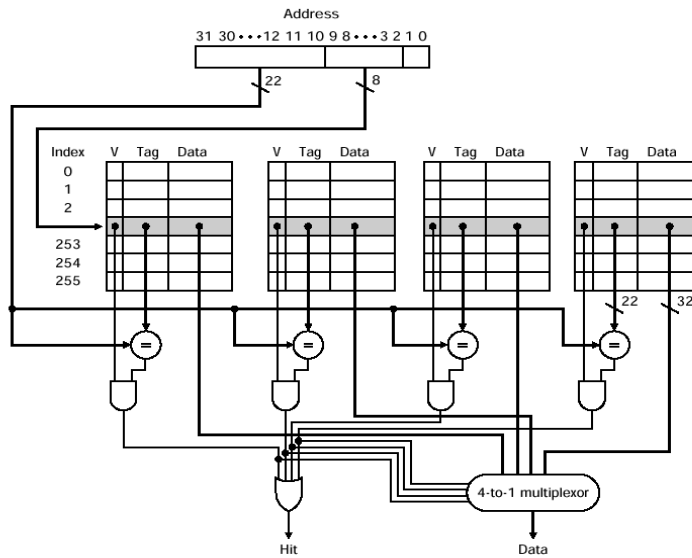 Address
31 30 ••• 12 11 10 9 8 ••• 3 2 1 0
22
8
Index V Tag Data V Tag Data V Tag Data V Tag Data
0
1
2
253
254
255
22
32
=
=
=
=
4-to-1 multiplexor
Hit
Data